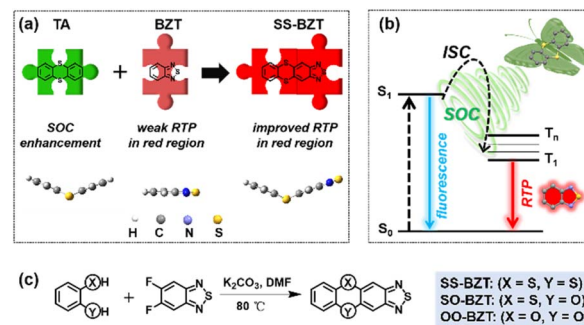 (a) TA BZT SS-BZT
S
S
N
S
N
S
S
N
S
N
+
SOC enhancement
weak RTP in red region
improved RTP in red region
H C N S
(b)
ISC
S₁
SOC
Tn
T₁
fluorescence
RTP
S₀
(c)
X H
Y H
+
F
F
N
S
N
K₂CO₃, DMF
80 ℃
X
Y
N
S
N
SS-BZT: (X = S, Y = S)
SO-BZT: (X = S, Y = O)
OO-BZT: (X = O, Y = O)